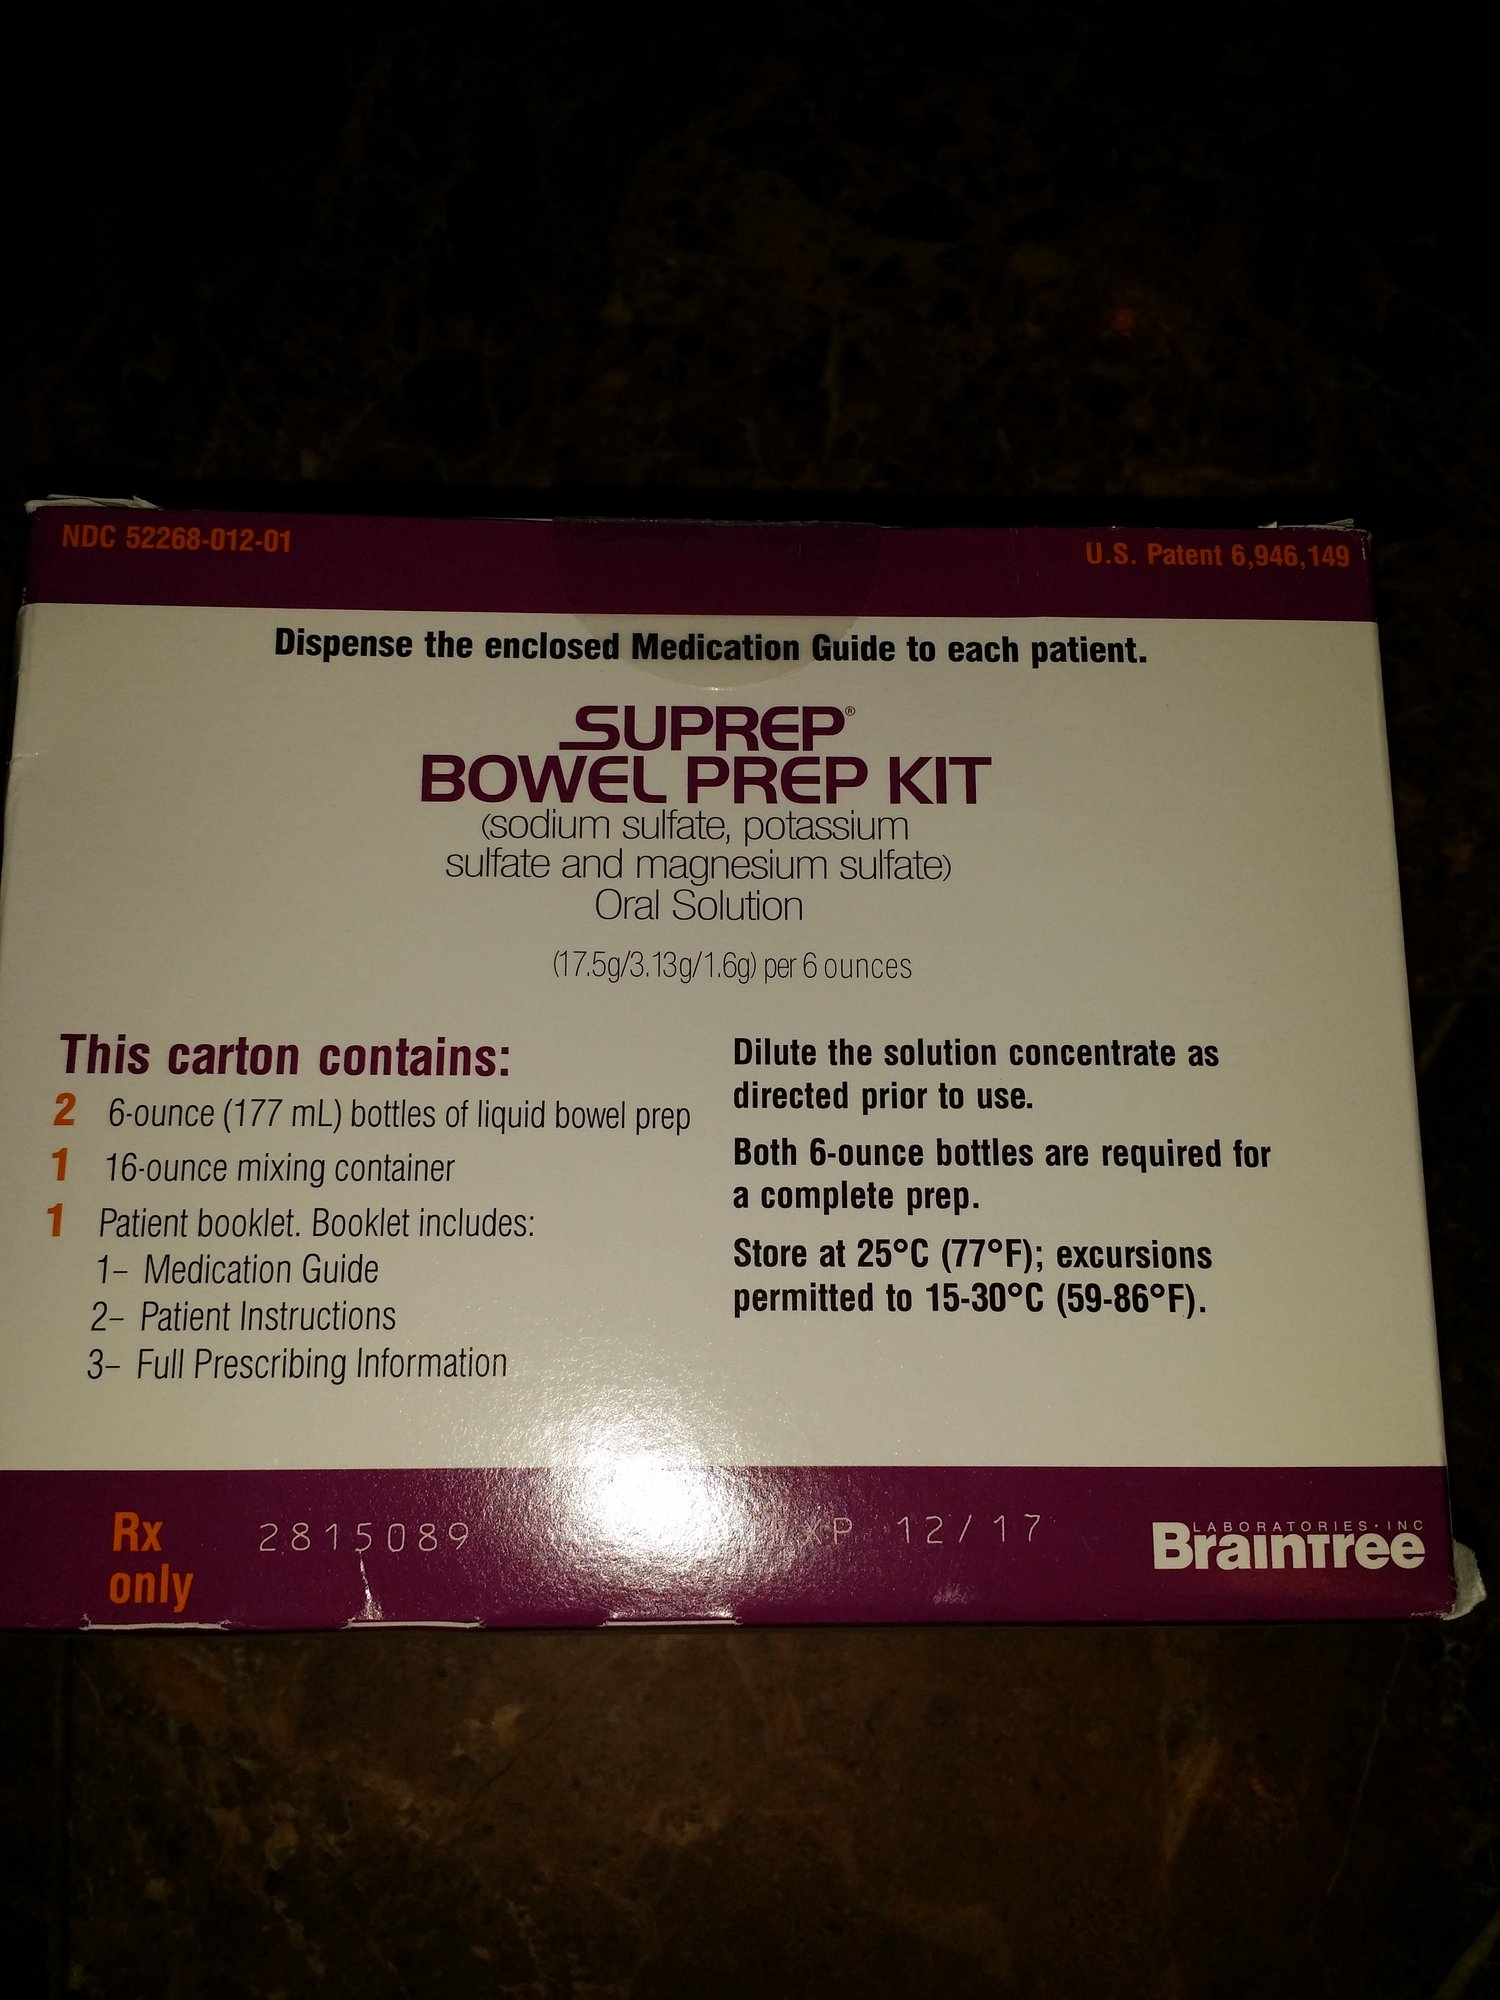 NDC 52268-012-01
U.S. Patent 6,946,149
Dispense the enclosed Medication Guide to each patient.
SUPREP®
BOWEL PREP KIT
(sodium sulfate, potassium
sulfate and magnesium sulfate)
Oral Solution
(17.5g/3.13g/1.6g) per 6 ounces
This carton contains:
2 6-ounce (177 mL) bottles of liquid bowel prep
1 16-ounce mixing container
1 Patient booklet. Booklet includes:
1– Medication Guide
2– Patient Instructions
3– Full Prescribing Information
Dilute the solution concentrate as
directed prior to use.
Both 6-ounce bottles are required for
a complete prep.
Store at 25°C (77°F); excursions
permitted to 15-30°C (59-86°F).
Rx
only
2815089
EXP 12/17
LABORATORIES·INC
Braintree